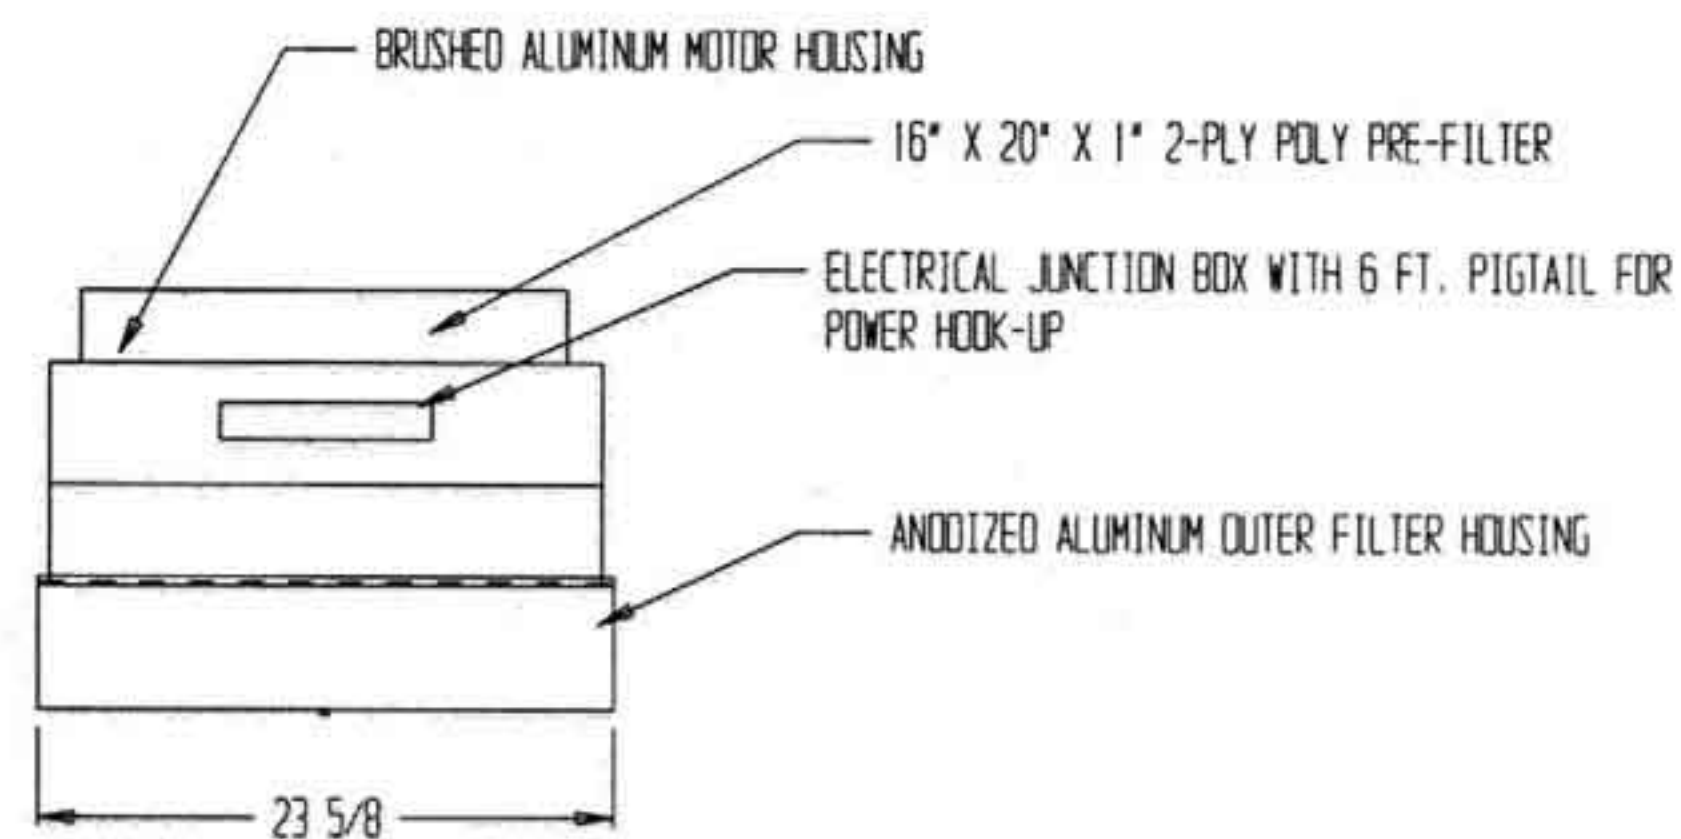 BRUSHED ALUMINUM MOTOR HOUSING
16" X 20" X 1" 2-PLY POLY PRE-FILTER
ELECTRICAL JUNCTION BOX WITH 6 FT. PIGTAIL FOR
POWER HOOK-UP
ANODIZED ALUMINUM OUTER FILTER HOUSING
23 5/8